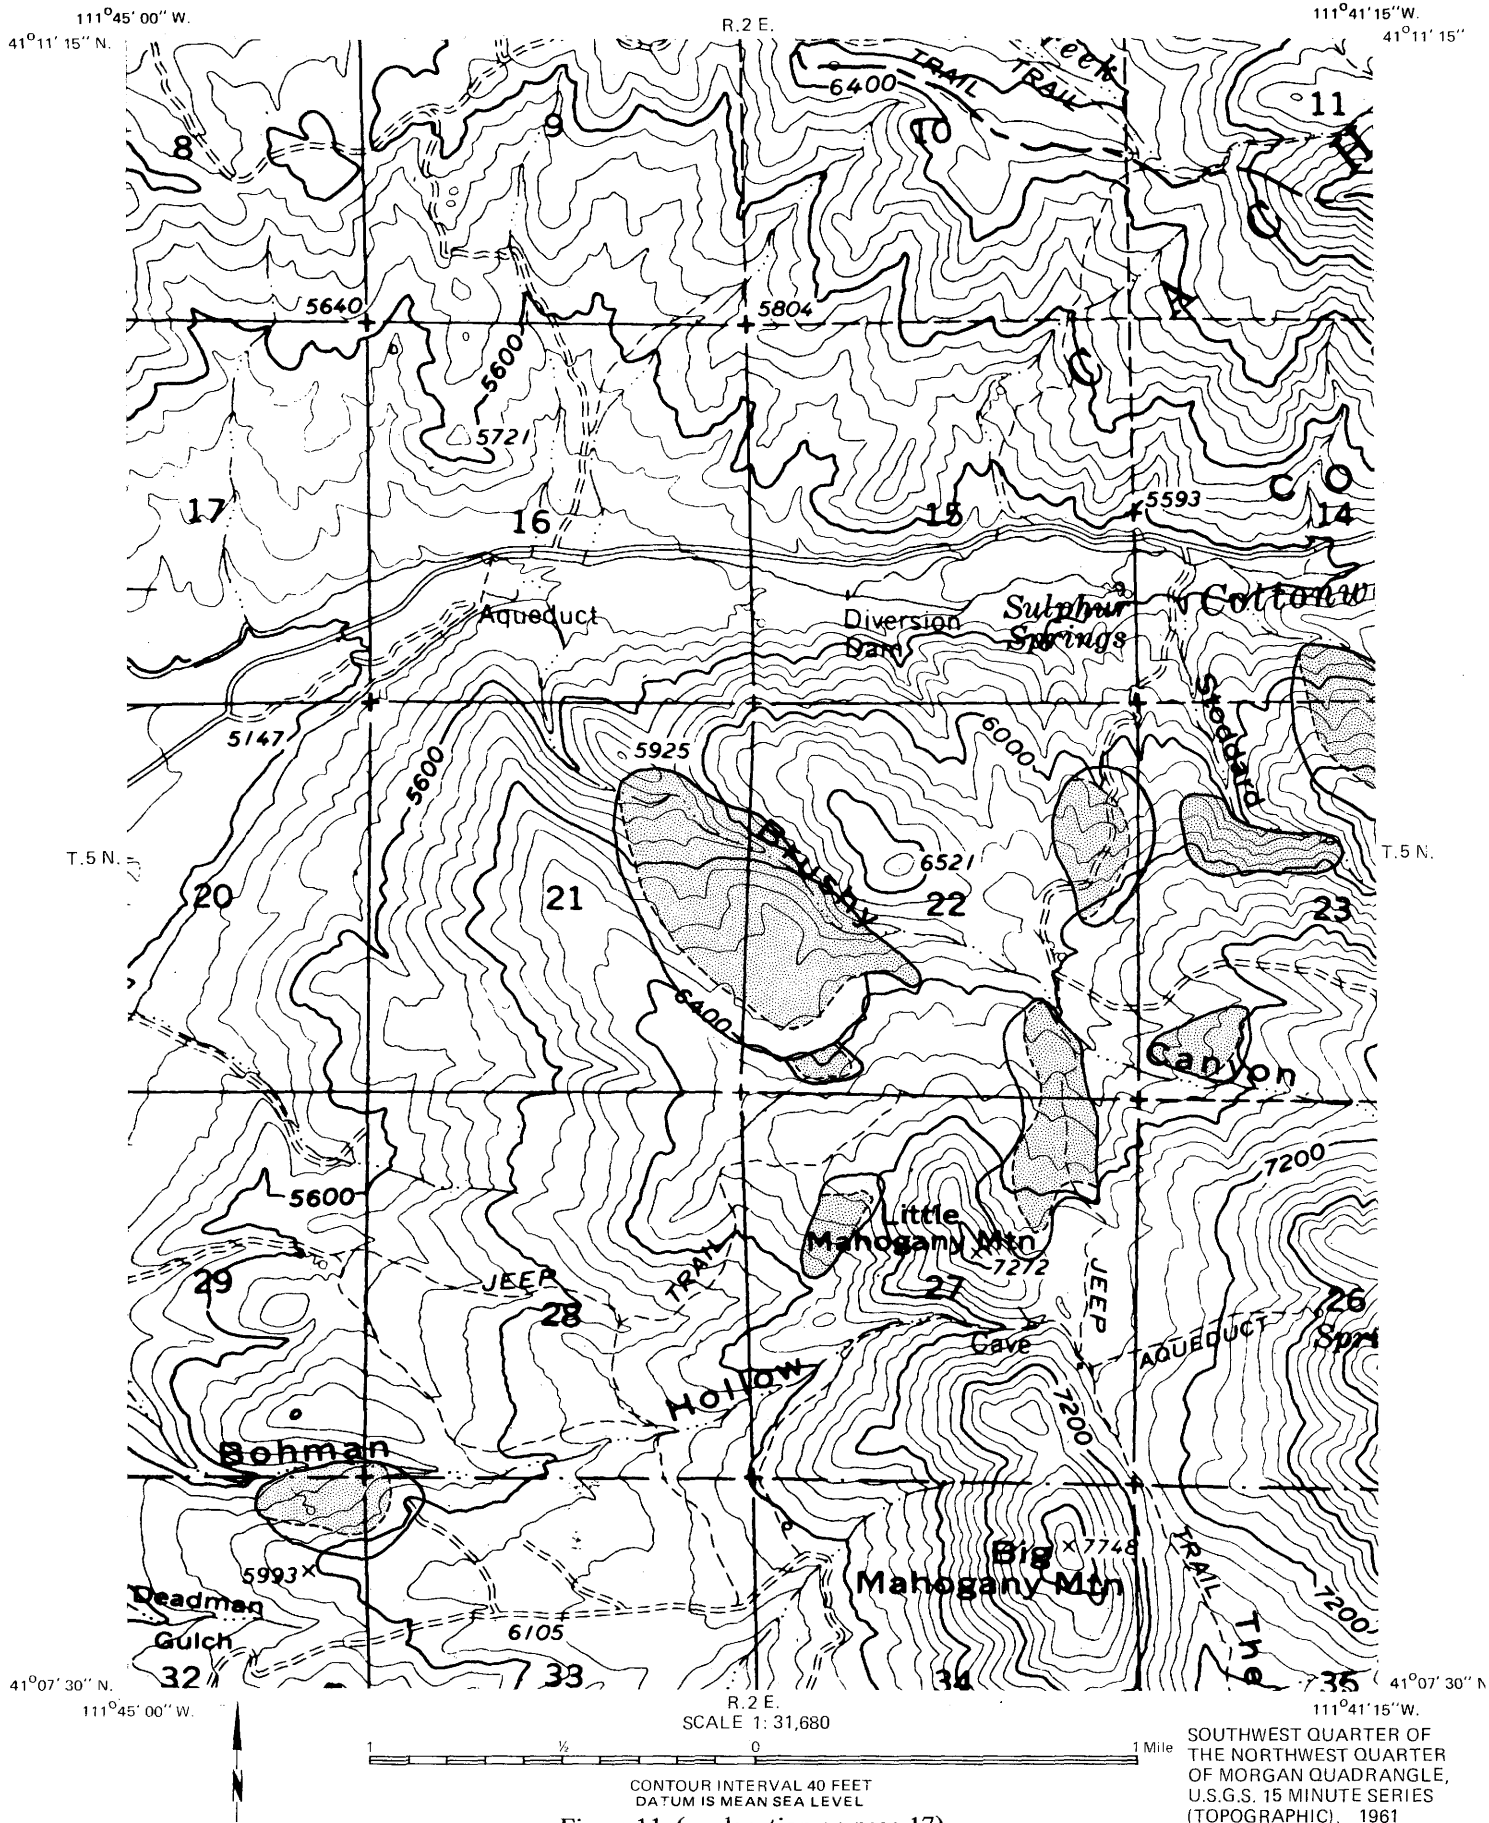 111°45'00"W.
41°11'15"N.
R.2 E.
111°41'15"W.
41°11'15"
eek
TRAIL
TRAIL
6400
11
10
9
8
H
C
A
5640
5804
C
5600
5721
C O
17
16
15
5593
14
Aqueduct
Diversion
Dam
Sulphur
Springs
Cottonw
Stoddard
5147
5600
5925
6000
Brushy
6521
T.5 N.
T.5 N.
20
21
22
23
6400
Canyon
7200
5600
Little
Mahogany Mtn
7272
29
JEEP
28
TRAIL
27
JEEP
26
Spri
Cave
AQUEDUCT
Hollow
7200
Bohman
5993
Big
7748
Mahogany Mtn
TRAIL
7200
The
Deadman
Gulch
6105
32
33
34
35
41°07'30"N.
111°45'00"W.
R.2 E.
41°07'30"N
111°41'15"W.
SCALE 1:31,680
1 ½ 0 1 Mile
CONTOUR INTERVAL 40 FEET
DATUM IS MEAN SEA LEVEL
N
SOUTHWEST QUARTER OF
THE NORTHWEST QUARTER
OF MORGAN QUADRANGLE,
U.S.G.S. 15 MINUTE SERIES
(TOPOGRAPHIC). 1961